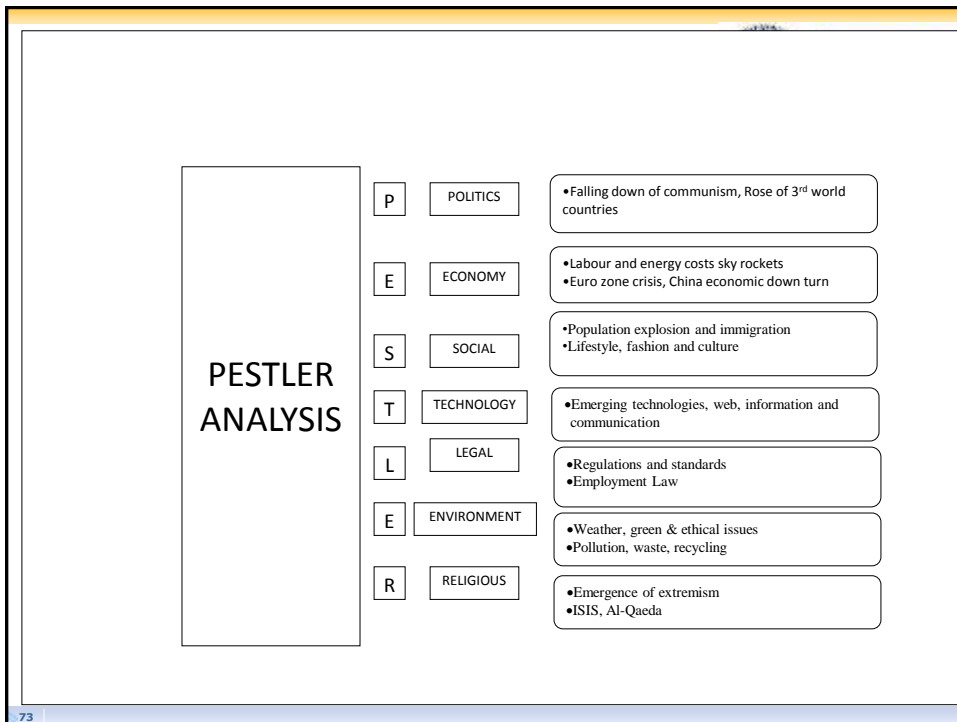 PESTLER
ANALYSIS
P
POLITICS
•Falling down of communism, Rose of 3rd world
countries
E
ECONOMY
•Labour and energy costs sky rockets
•Euro zone crisis, China economic down turn
S
SOCIAL
•Population explosion and immigration
•Lifestyle, fashion and culture
T
TECHNOLOGY
•Emerging technologies, web, information and
communication
L
LEGAL
•Regulations and standards
•Employment Law
E
ENVIRONMENT
•Weather, green & ethical issues
•Pollution, waste, recycling
R
RELIGIOUS
•Emergence of extremism
•ISIS, Al-Qaeda
73